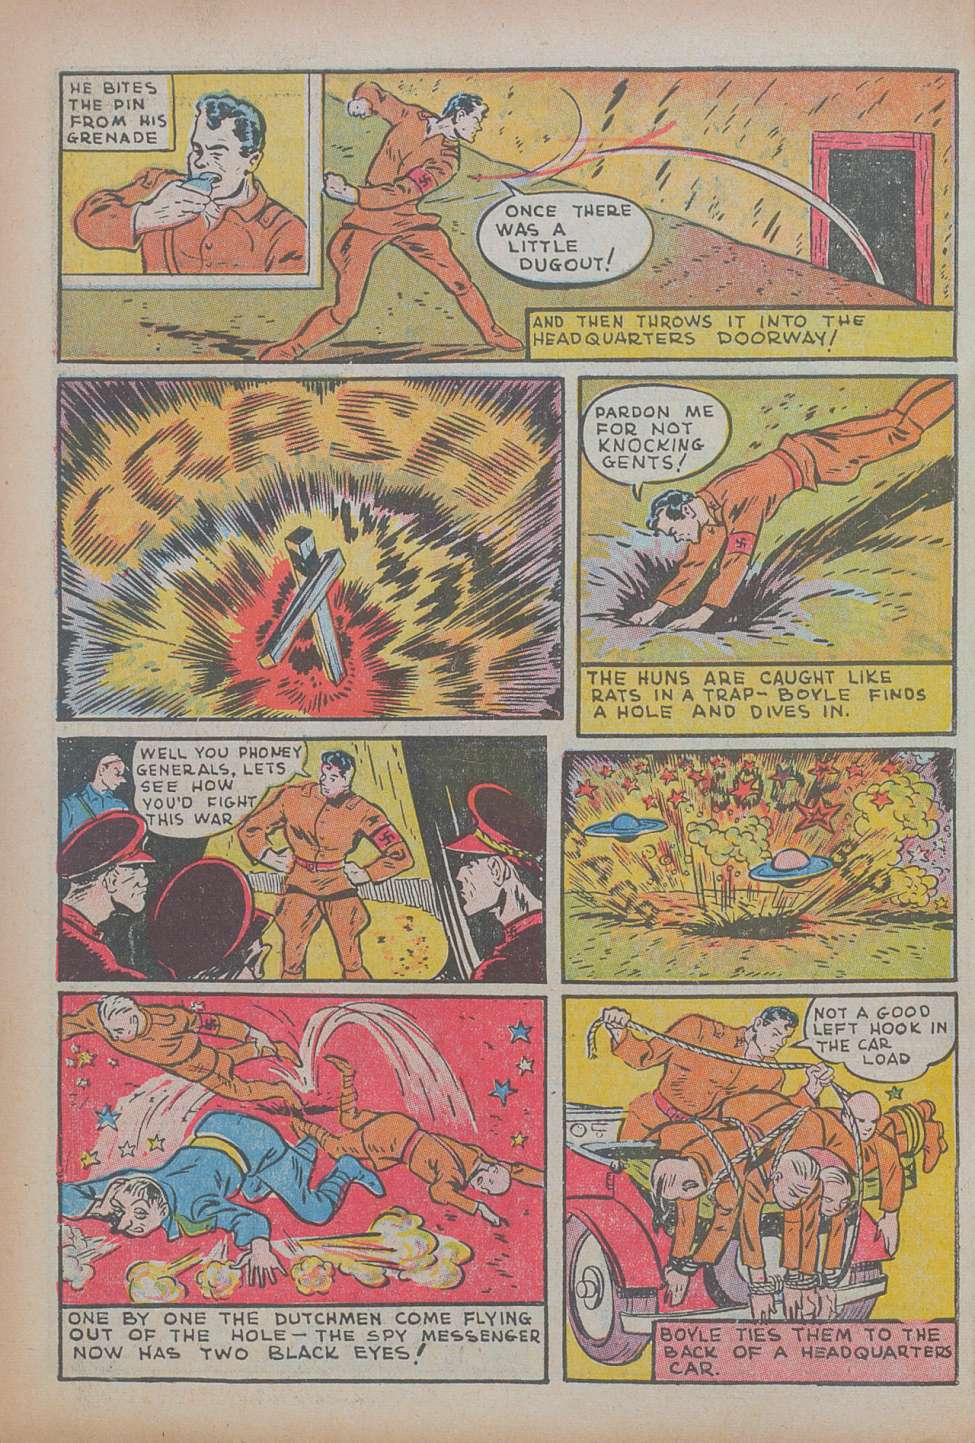 HE BITES
THE PIN
FROM HIS
GRENADE
ONCE THERE
WAS A
LITTLE
DUGOUT!
AND THEN THROWS IT INTO THE
HEADQUARTERS DOORWAY!
CRASH
PARDON ME
FOR NOT
KNOCKING
GENTS!
THE HUNS ARE CAUGHT LIKE
RATS IN A TRAP- BOYLE FINDS
A HOLE AND DIVES IN.
WELL YOU PHONEY
GENERALS, LETS
SEE HOW
YOU'D FIGHT
THIS WAR
ONE BY ONE THE DUTCHMEN COME FLYING
OUT OF THE HOLE - THE SPY MESSENGER
NOW HAS TWO BLACK EYES!
NOT A GOOD
LEFT HOOK IN
THE CAR
LOAD
BOYLE TIES THEM TO THE
BACK OF A HEADQUARTERS
CAR.